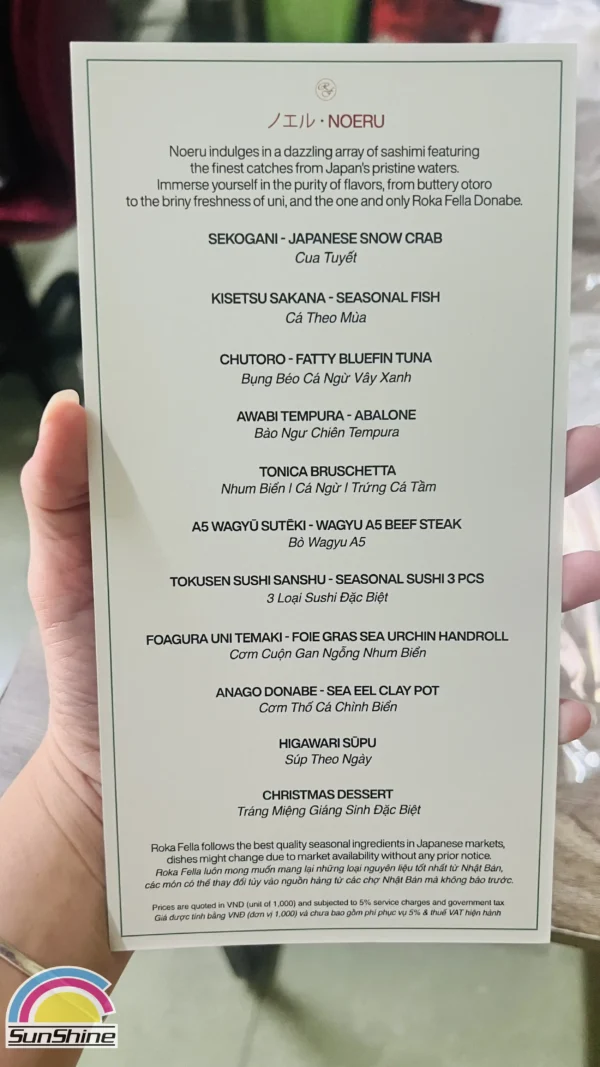 ノエル · NOERU
Noeru indulges in a dazzling array of sashimi featuring
the finest catches from Japan's pristine waters.
Immerse yourself in the purity of flavors, from buttery otoro
to the briny freshness of uni, and the one and only Roka Fella Donabe.
SEKOGANI - JAPANESE SNOW CRAB
Cua Tuyết
KISETSU SAKANA - SEASONAL FISH
Cá Theo Mùa
CHUTORO - FATTY BLUEFIN TUNA
Bụng Béo Cá Ngừ Vây Xanh
AWABI TEMPURA - ABALONE
Bào Ngư Chiên Tempura
TONICA BRUSCHETTA
Nhum Biển | Cá Ngừ | Trứng Cá Tầm
A5 WAGYŪ SUTĒKI - WAGYU A5 BEEF STEAK
Bò Wagyu A5
TOKUSEN SUSHI SANSHU - SEASONAL SUSHI 3 PCS
3 Loại Sushi Đặc Biệt
FOAGURA UNI TEMAKI - FOIE GRAS SEA URCHIN HANDROLL
Cơm Cuộn Gan Ngỗng Nhum Biển
ANAGO DONABE - SEA EEL CLAY POT
Cơm Thố Cá Chình Biển
HIGAWARI SŪPU
Súp Theo Ngày
CHRISTMAS DESSERT
Tráng Miệng Giáng Sinh Đặc Biệt
Roka Fella follows the best quality seasonal ingredients in Japanese markets,
dishes might change due to market availability without any prior notice.
Roka Fella luôn mong muốn mang lại những loại nguyên liệu tốt nhất từ Nhật Bản,
các món có thể thay đổi tùy vào nguồn hàng từ các chợ Nhật Bản mà không báo trước.
Prices are quoted in VND (unit of 1,000) and subjected to 5% service charges and government tax
Giá được tính bằng VNĐ (đơn vị 1,000) và chưa bao gồm phí phục vụ 5% & thuế VAT hiện hành
SunShine